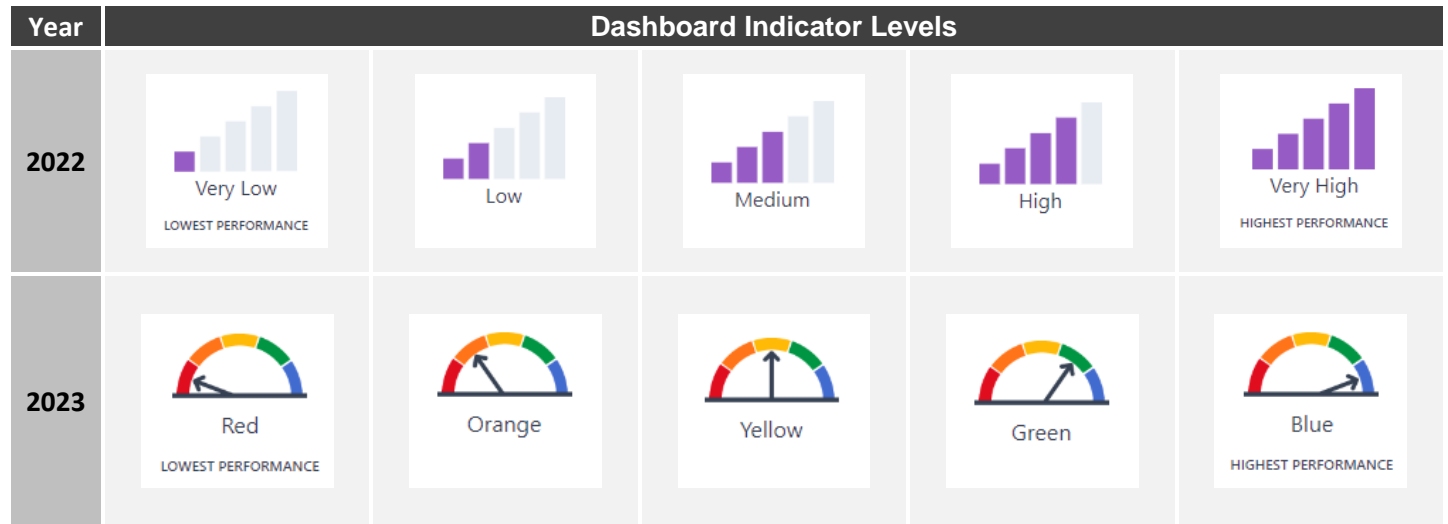 Year Dashboard Indicator Levels
2022
Very Low
LOWEST PERFORMANCE
Low
Medium
High
Very High
HIGHEST PERFORMANCE
2023
Red
LOWEST PERFORMANCE
Orange
Yellow
Green
Blue
HIGHEST PERFORMANCE